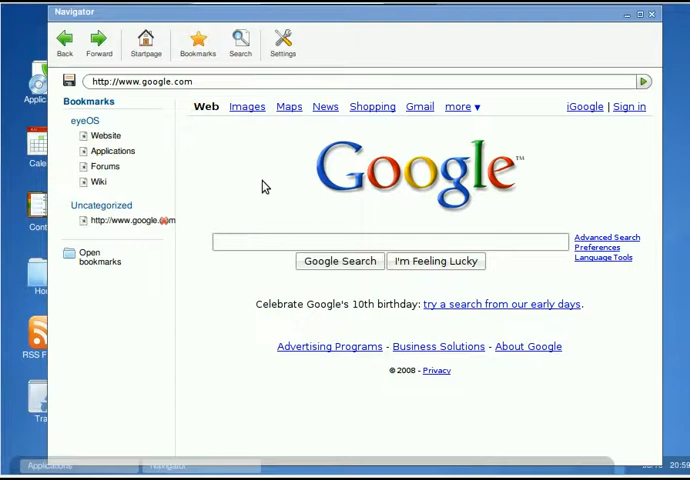 Navigator
Back Forward Startpage Bookmarks Search Settings
http://www.google.com
Bookmarks
eyeOS
Website
Applications
Forums
Wiki
Uncategorized
Open
bookmarks
Web Images Maps News Shopping Gmail more ▼ iGoogle | Sign in
Google™
Advanced Search
Preferences
Language Tools
Google Search I'm Feeling Lucky
Celebrate Google's 10th birthday: try a search from our early days.
Advertising Programs - Business Solutions - About Google
© 2008 - Privacy
RSS F
Applications Navigator 20:59